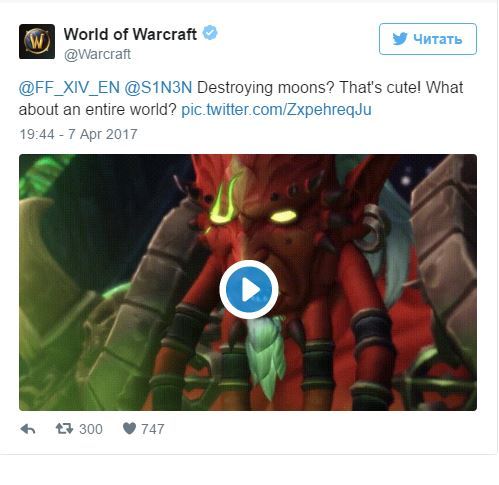 World of Warcraft
@Warcraft
Читать
@FF_XIV_EN @S1N3N Destroying moons? That's cute! What
about an entire world? pic.twitter.com/ZxpehreqJu
19:44 - 7 Apr 2017
300 747